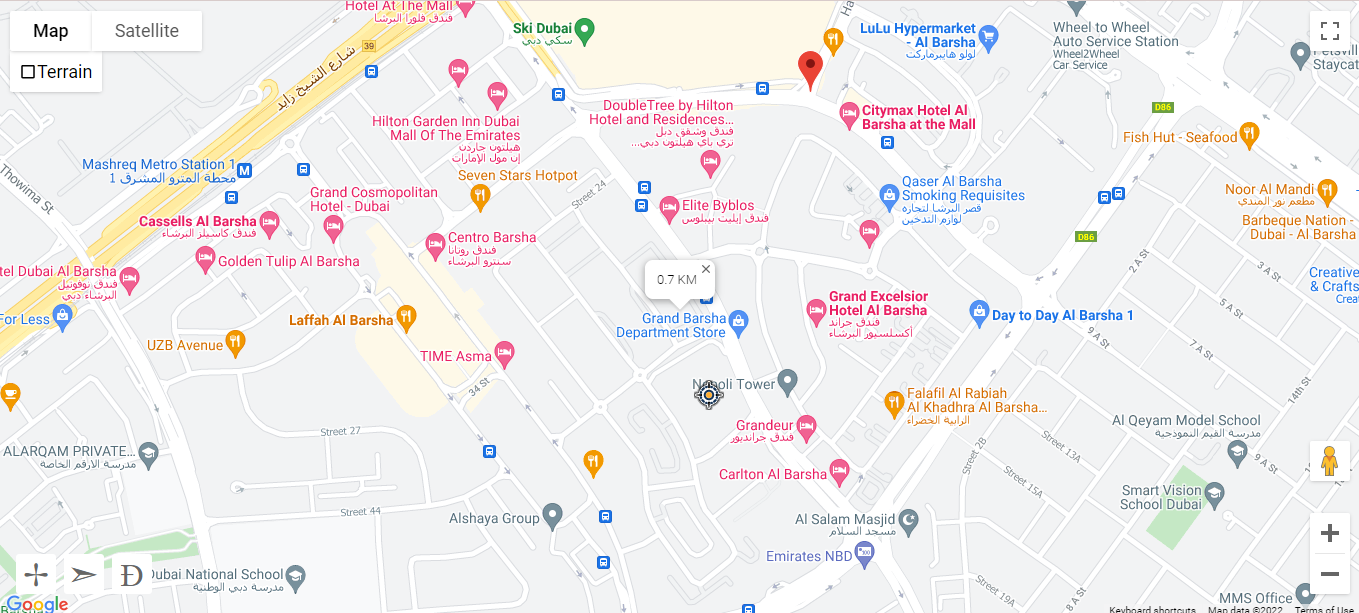 Map
Satellite
Terrain
Hotel At The Mall
فندق فلورا البرشا
Ski Dubai
سكي دبي
LuLu Hypermarket
- Al Barsha
لولو هايبرماركت
Wheel to Wheel
Auto Service Station
Wheel2Wheel
Car Service
Petsvill
Staycat
39
شارع الشيخ زايد
DoubleTree by Hilton
Hotel and Residences...
فندق وشقق دبل
تري باي هيلتون دبي...
Citymax Hotel Al
Barsha at the Mall
D86
Fish Hut - Seafood
Hilton Garden Inn Dubai
Mall Of The Emirates
هيلتون جاردن
إن مول الإمارات
Mashreq Metro Station 1
محطة المترو المشرق 1
M
Thowima St
Seven Stars Hotpot
Street 24
Grand Cosmopolitan
Hotel - Dubai
Qaser Al Barsha
Smoking Requisites
قصر البرشا لتجارة
لوازم التدخين
Noor Al Mandi
مطعم نور المندي
Barbeque Nation -
Dubai - Al Barsha
Elite Byblos
فندق إيليت بيبلوس
Cassells Al Barsha
فندق كاسيلز البرشاء
Centro Barsha
فندق روتانا
سنترو البرشاء
D86
Golden Tulip Al Barsha
tel Dubai Al Barsha
فندق نوفوتيل
البرشاء دبي
2 A St
3 A St
5 A St
7 A St
9 A St
Creative
& Crafts
Creat
0.7 KM
×
Grand Excelsior
Hotel Al Barsha
فندق جراند
أكسلسيور البرشاء
Day to Day Al Barsha 1
For Less
Laffah Al Barsha
Grand Barsha
Department Store
UZB Avenue
TIME Asma
34 St
Napoli Tower
14th St
Falafil Al Rabiah
Al Khadhra Al Barsha...
الرابية الخضراء
Grandeur
فندق جرانديور
Al Qeyam Model School
مدرسة القيم النموذجية
Street 27
ALARQAM PRIVATE...
مدرسة الارقم الخاصة
Street 2B
Street 13A
9 A St
Carlton Al Barsha
Street 15A
Smart Vision
School Dubai
Street 44
Alshaya Group
Al Salam Masjid
مسجد السلام
Emirates NBD
Dubai National School
مدرسة دبي الوطنية
Street 19A
MMS Office
Google
Keyboard shortcuts
Map data ©2022
Terms of Use